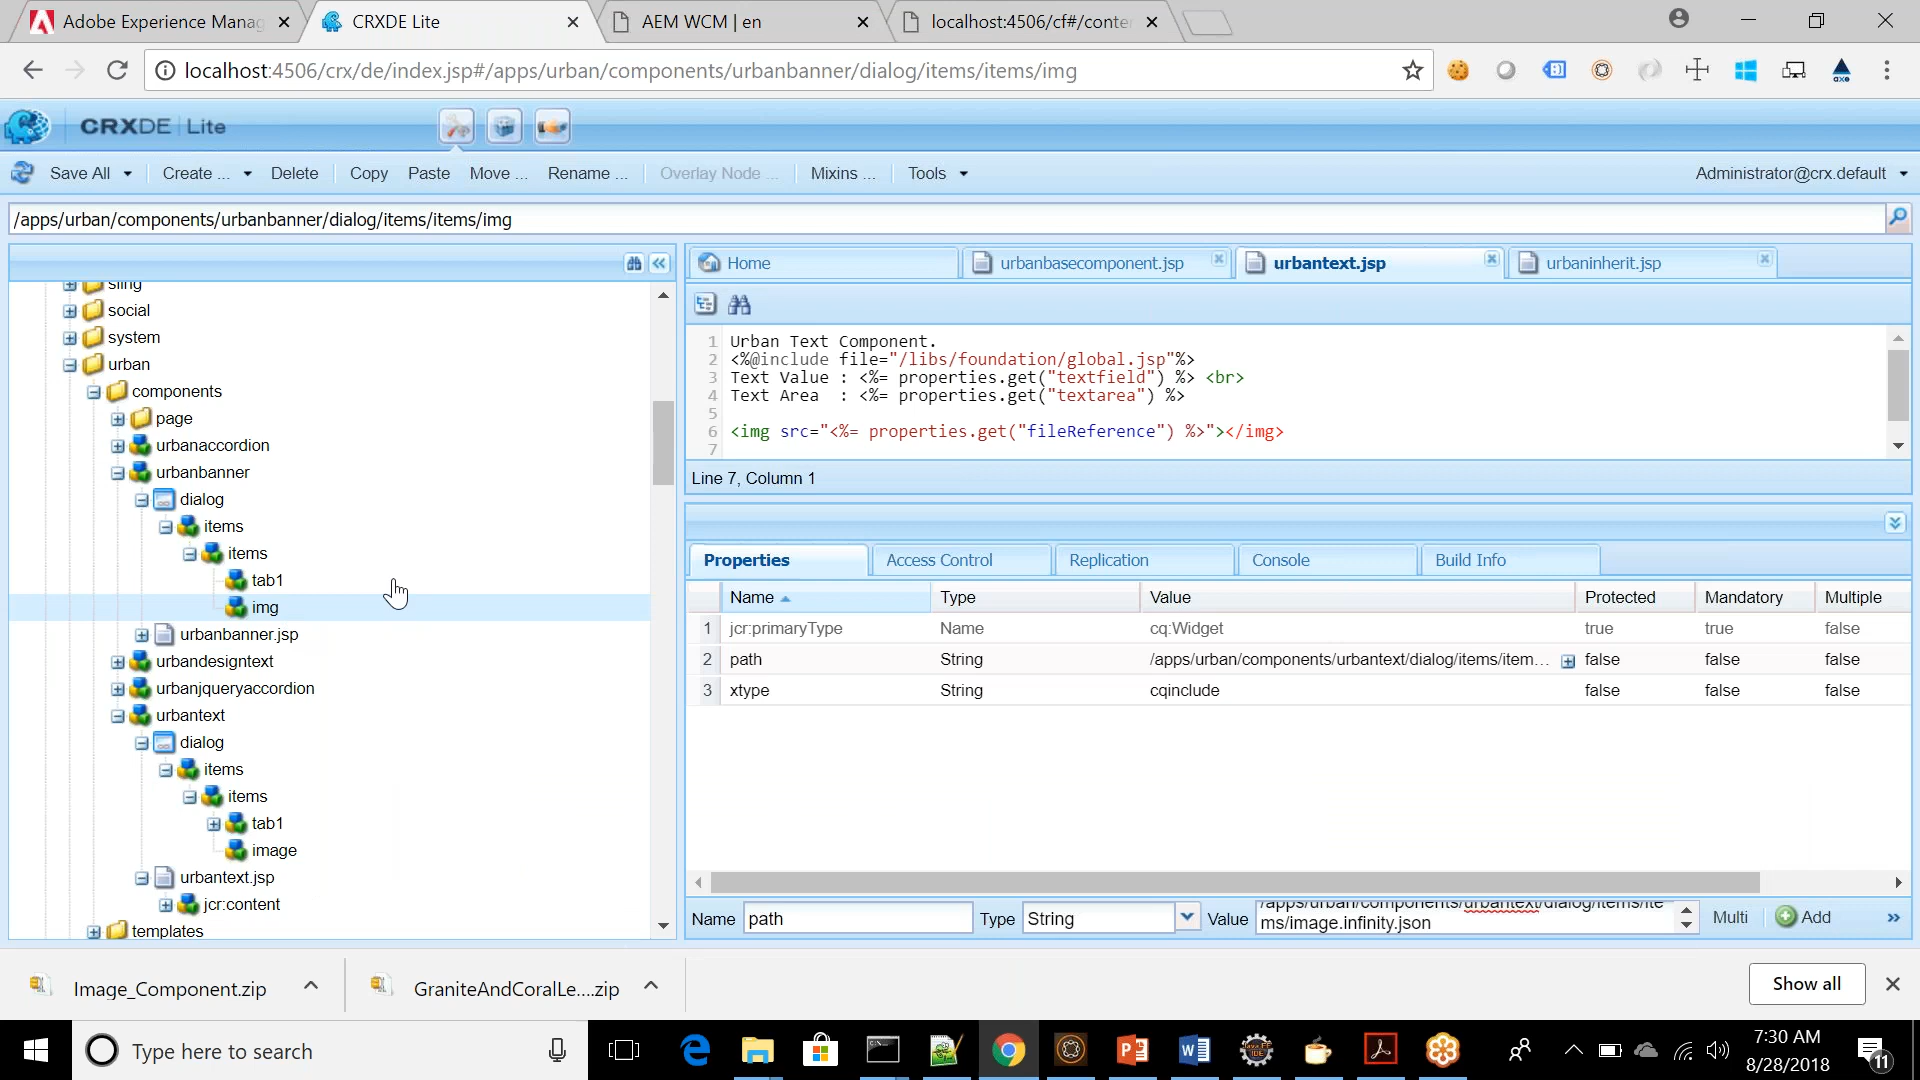 Adobe Experience Manag
CRXDE Lite
AEM WCM | en
localhost:4506/cf#/conte
localhost:4506/crx/de/index.jsp#/apps/urban/components/urbanbanner/dialog/items/items/img
CRXDE | Lite
Save All
Create ...
Delete
Copy
Paste
Move ...
Rename ...
Overlay Node ...
Mixins ...
Tools
Administrator@crx.default
/apps/urban/components/urbanbanner/dialog/items/items/img
sling
social
system
urban
components
page
urbanaccordion
urbanbanner
dialog
items
items
tab1
img
urbanbanner.jsp
urbandesigntext
urbanjqueryaccordion
urbantext
dialog
items
items
tab1
image
urbantext.jsp
jcr:content
templates
Home
urbanbasecomponent.jsp
urbantext.jsp
urbaninherit.jsp
1 Urban Text Component.
2 <%@include file="/libs/foundation/global.jsp"%>
3 Text Value : <%= properties.get("textfield") %> <br>
4 Text Area  : <%= properties.get("textarea") %>
5
6 <img src="<%= properties.get("fileReference") %>"></img>
7
Line 7, Column 1
Properties
Access Control
Replication
Console
Build Info
Name Type Value Protected Mandatory Multiple
1 jcr:primaryType Name cq:Widget true true false
2 path String /apps/urban/components/urbantext/dialog/items/item... false false false
3 xtype String cqinclude false false false
Name path Type String Value /apps/urban/components/urbantext/dialog/items/ite
ms/image.infinity.json
Multi
Add
Image_Component.zip
GraniteAndCoralLe....zip
Show all
Type here to search
7:30 AM
8/28/2018
11